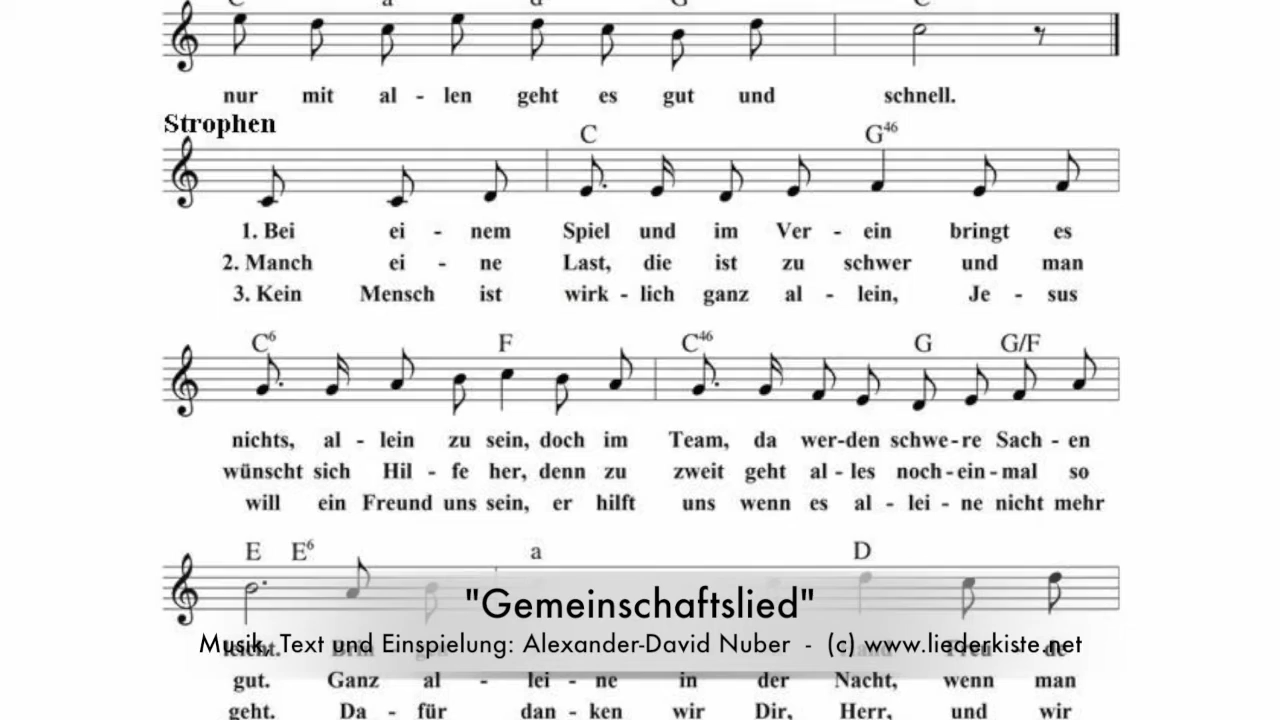 C a d G C
nur mit al - len geht es gut und schnell.
Strophen
C G46
1. Bei ei - nem Spiel und im Ver - ein bringt es
2. Manch ei - ne Last, die ist zu schwer und man
3. Kein Mensch ist wirk - lich ganz al - lein, Je - sus
C6 F C46 G G/F
nichts, al - lein zu sein, doch im Team, da wer-den schwe-re Sach - en
wünscht sich Hil - fe her, denn zu zweit geht al - les noch-ein-mal so
will ein Freund uns sein, er hilft uns wenn es al - lei - ne nicht mehr
E E6 a D
"Gemeinschaftslied"
Musik, Text und Einspielung: Alexander-David Nuber - (c) www.liederkiste.net
leicht.
gut. Ganz al - lei - ne in der Nacht, wenn man
geht. Da - für dan - ken wir Dir, Herr, und wir